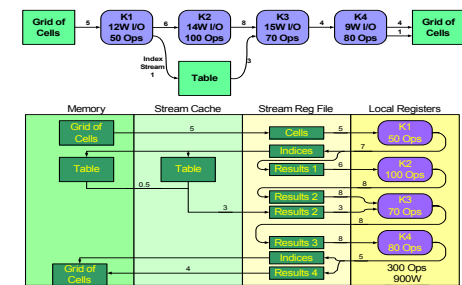 Grid of
Cells
5
K1
12W I/O
50 Ops
6
K2
14W I/O
100 Ops
8
K3
15W I/O
70 Ops
4
K4
9W I/O
80 Ops
4
1
Grid of
Cells
Index
Stream
1
Table
3
Memory
Stream Cache
Stream Reg File
Local Registers
Grid of
Cells
5
Cells
5
K1
50 Ops
Indices
7
Table
Table
Results 1
6
K2
100 Ops
0.5
8
Results 2
8
K3
70 Ops
3
Results 2
3
8
Results 3
8
K4
80 Ops
Indices
5
Grid of
Cells
4
Results 4
300 Ops
900W